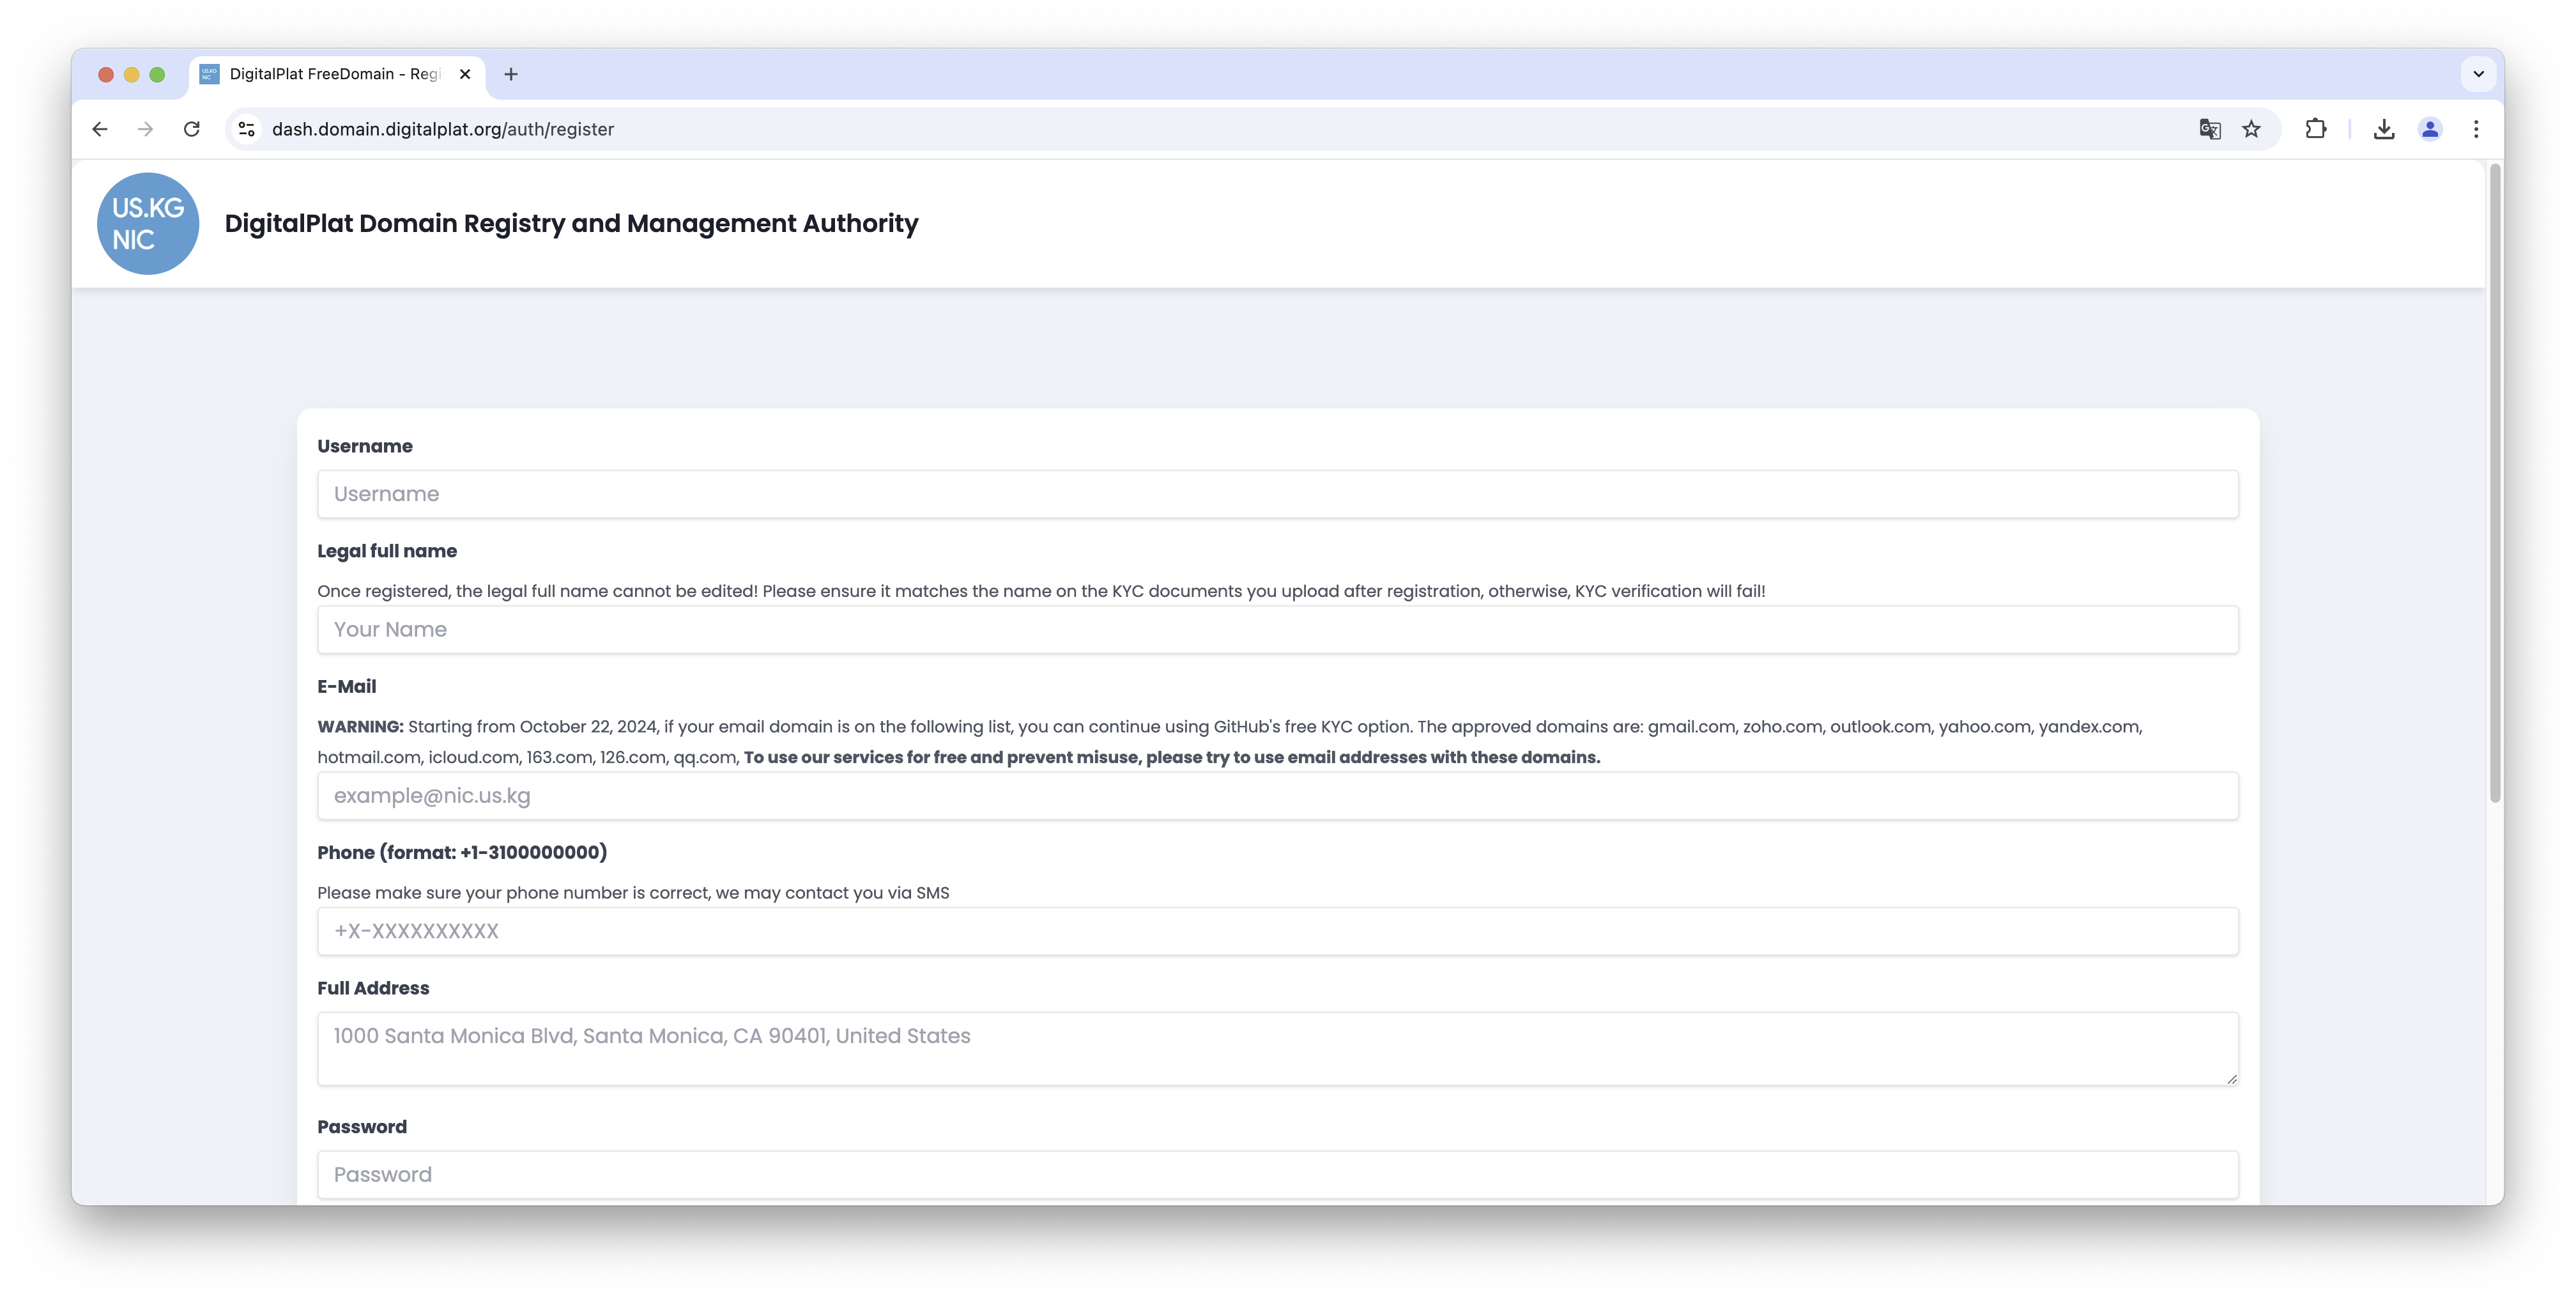 DigitalPlat FreeDomain - Regi
dash.domain.digitalplat.org/auth/register
US.KG
NIC
DigitalPlat Domain Registry and Management Authority
Username
Username
Legal full name
Once registered, the legal full name cannot be edited! Please ensure it matches the name on the KYC documents you upload after registration, otherwise, KYC verification will fail!
Your Name
E-Mail
WARNING: Starting from October 22, 2024, if your email domain is on the following list, you can continue using GitHub's free KYC option. The approved domains are: gmail.com, zoho.com, outlook.com, yahoo.com, yandex.com,
hotmail.com, icloud.com, 163.com, 126.com, qq.com, To use our services for free and prevent misuse, please try to use email addresses with these domains.
example@nic.us.kg
Phone (format: +1-3100000000)
Please make sure your phone number is correct, we may contact you via SMS
+X-XXXXXXXXXX
Full Address
1000 Santa Monica Blvd, Santa Monica, CA 90401, United States
Password
Password